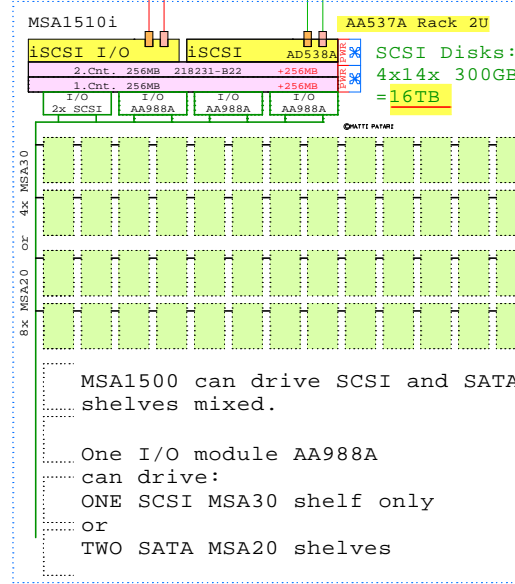 MSA1510i
AA537A Rack 2U
iSCSI I/O
iSCSI AD538A
PWR
SCSI Disks:
2.Cnt. 256MB 218231-B22 +256MB
PWR
4x14x 300GB
1.Cnt. 256MB +256MB
=16TB
I/O I/O I/O I/O
2x SCSI AA988A AA988A AA988A
©MATTI PATARI
8x MSA20 or 4x MSA30
MSA1500 can drive SCSI and SATA
shelves mixed.
One I/O module AA988A
can drive:
ONE SCSI MSA30 shelf only
or
TWO SATA MSA20 shelves